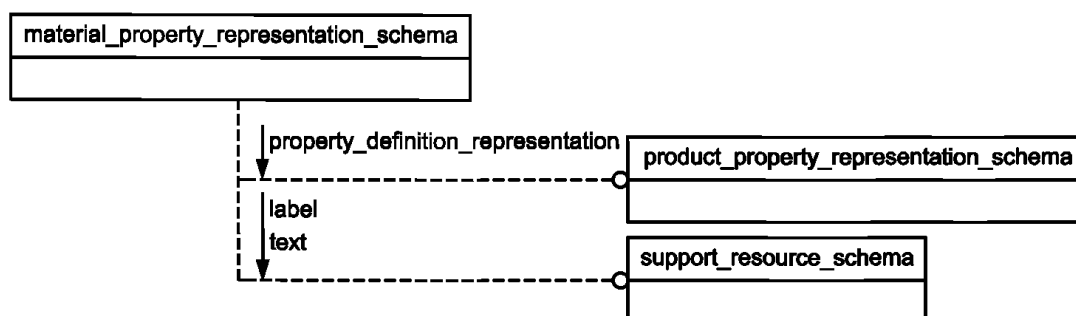 material_property_representation_schema
property_definition_representation
product_property_representation_schema
label
text
support_resource_schema